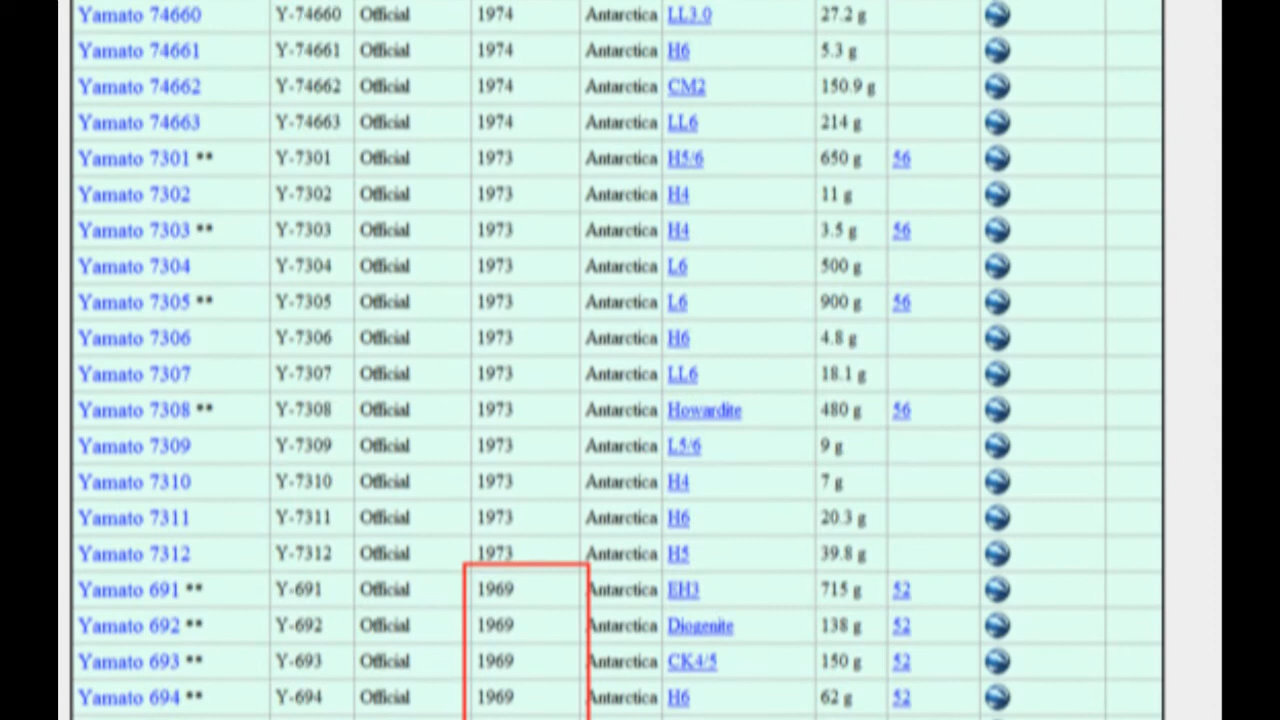 Yamato 74660 Y-74660 Official 1974 Antarctica LL3.0 27.2 g
Yamato 74661 Y-74661 Official 1974 Antarctica H6 5.3 g
Yamato 74662 Y-74662 Official 1974 Antarctica CM2 150.9 g
Yamato 74663 Y-74663 Official 1974 Antarctica LL6 214 g
Yamato 7301 ** Y-7301 Official 1973 Antarctica H5/6 650 g 56
Yamato 7302 Y-7302 Official 1973 Antarctica H4 11 g
Yamato 7303 ** Y-7303 Official 1973 Antarctica H4 3.5 g 56
Yamato 7304 Y-7304 Official 1973 Antarctica L6 500 g
Yamato 7305 ** Y-7305 Official 1973 Antarctica L6 900 g 56
Yamato 7306 Y-7306 Official 1973 Antarctica H6 4.8 g
Yamato 7307 Y-7307 Official 1973 Antarctica LL6 18.1 g
Yamato 7308 ** Y-7308 Official 1973 Antarctica Howardite 480 g 56
Yamato 7309 Y-7309 Official 1973 Antarctica L5/6 9 g
Yamato 7310 Y-7310 Official 1973 Antarctica H4 7 g
Yamato 7311 Y-7311 Official 1973 Antarctica H6 20.3 g
Yamato 7312 Y-7312 Official 1973 Antarctica H5 39.8 g
Yamato 691 ** Y-691 Official 1969 Antarctica EH3 715 g 52
Yamato 692 ** Y-692 Official 1969 Antarctica Diogenite 138 g 52
Yamato 693 ** Y-693 Official 1969 Antarctica CK4/5 150 g 52
Yamato 694 ** Y-694 Official 1969 Antarctica H6 62 g 52